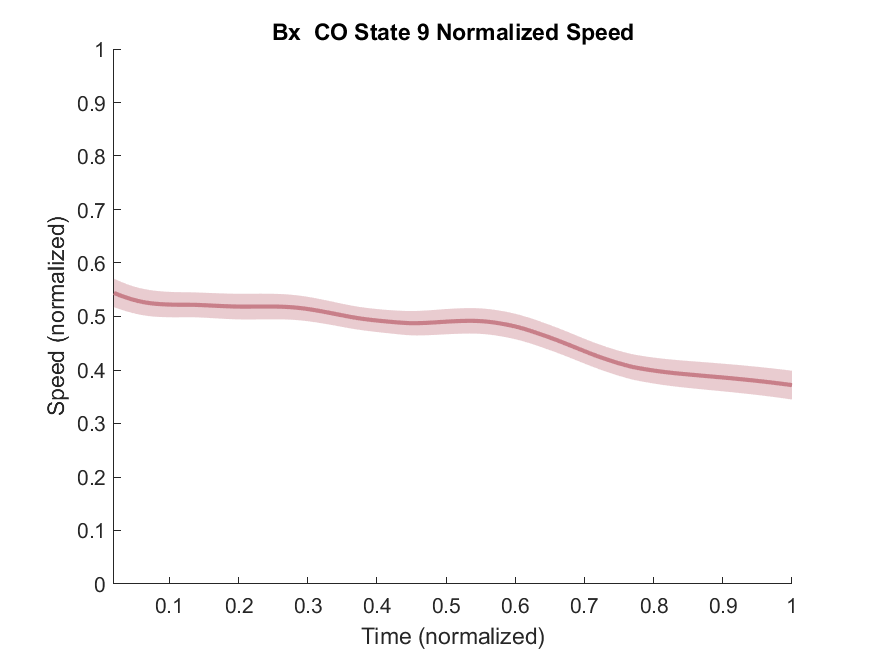 Bx  CO State 9 Normalized Speed
1
0.9
0.8
0.7
0.6
0.5
0.4
0.3
0.2
0.1
0
Speed (normalized)
0.1 0.2 0.3 0.4 0.5 0.6 0.7 0.8 0.9 1
Time (normalized)